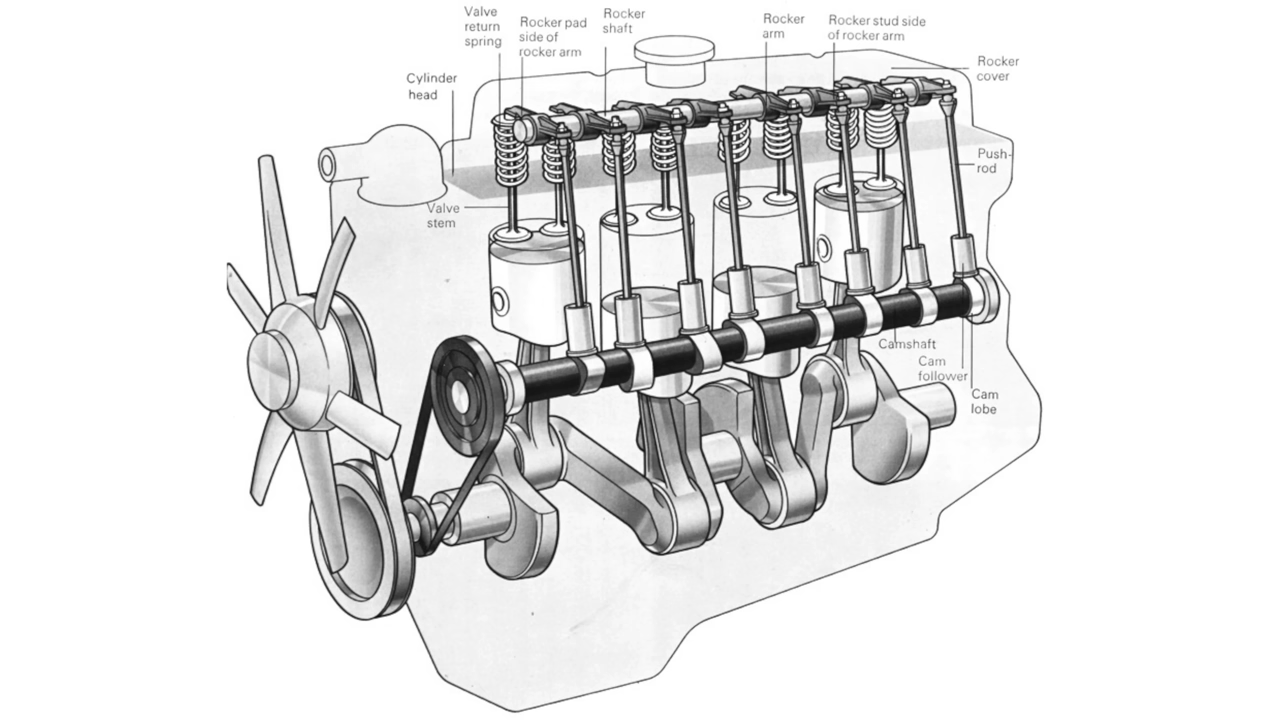 Valve
return
spring
Rocker pad
side of
rocker arm
Rocker
shaft
Rocker
arm
Rocker stud side
of rocker arm
Rocker
cover
Cylinder
head
Push-
rod
Valve
stem
Camshaft
Cam
follower
Cam
lobe